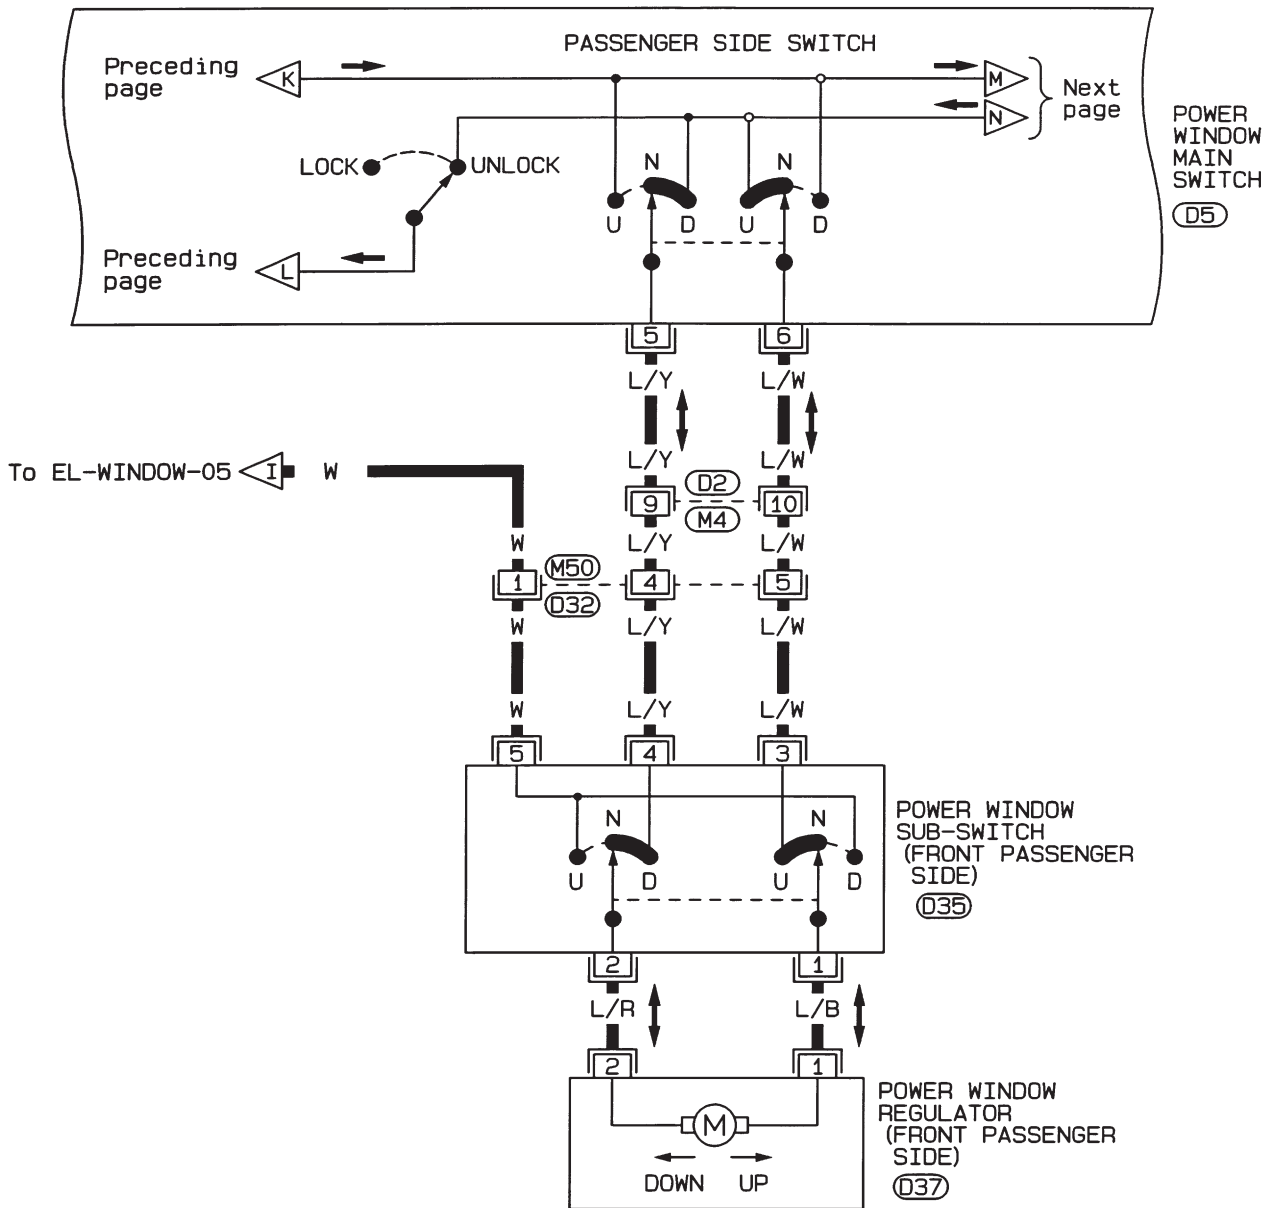 PASSENGER SIDE SWITCH
Preceding
page
K
M
N
Next
page
POWER
WINDOW
MAIN
SWITCH
D5
LOCK
UNLOCK
N
N
U
D
U
D
Preceding
page
L
5
6
L/Y
L/W
To EL-WINDOW-05
I
W
L/Y
L/W
9
D2
M4
10
W
L/Y
L/W
1
M50
D32
4
5
W
L/Y
L/W
W
L/Y
L/W
5
4
3
N
N
U
D
U
D
POWER WINDOW
SUB-SWITCH
(FRONT PASSENGER
SIDE)
D35
2
1
L/R
L/B
2
1
M
DOWN
UP
POWER WINDOW
REGULATOR
(FRONT PASSENGER
SIDE)
D37